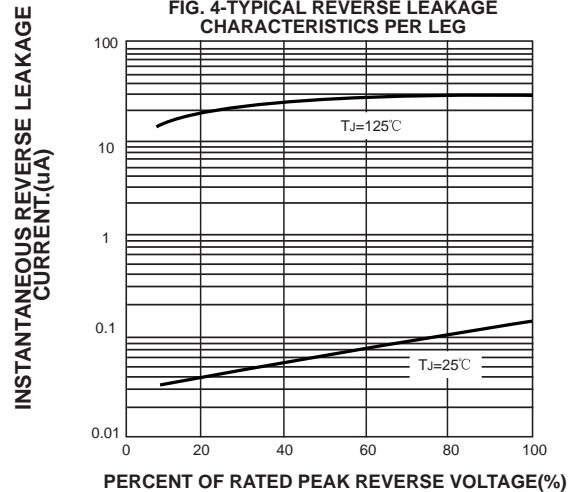 FIG. 4-TYPICAL REVERSE LEAKAGE
CHARACTERISTICS PER LEG
INSTANTANEOUS REVERSE LEAKAGE
CURRENT.(uA)
100
10
1
0.1
0.01
TJ=125℃
TJ=25℃
0 20 40 60 80 100
PERCENT OF RATED PEAK REVERSE VOLTAGE(%)